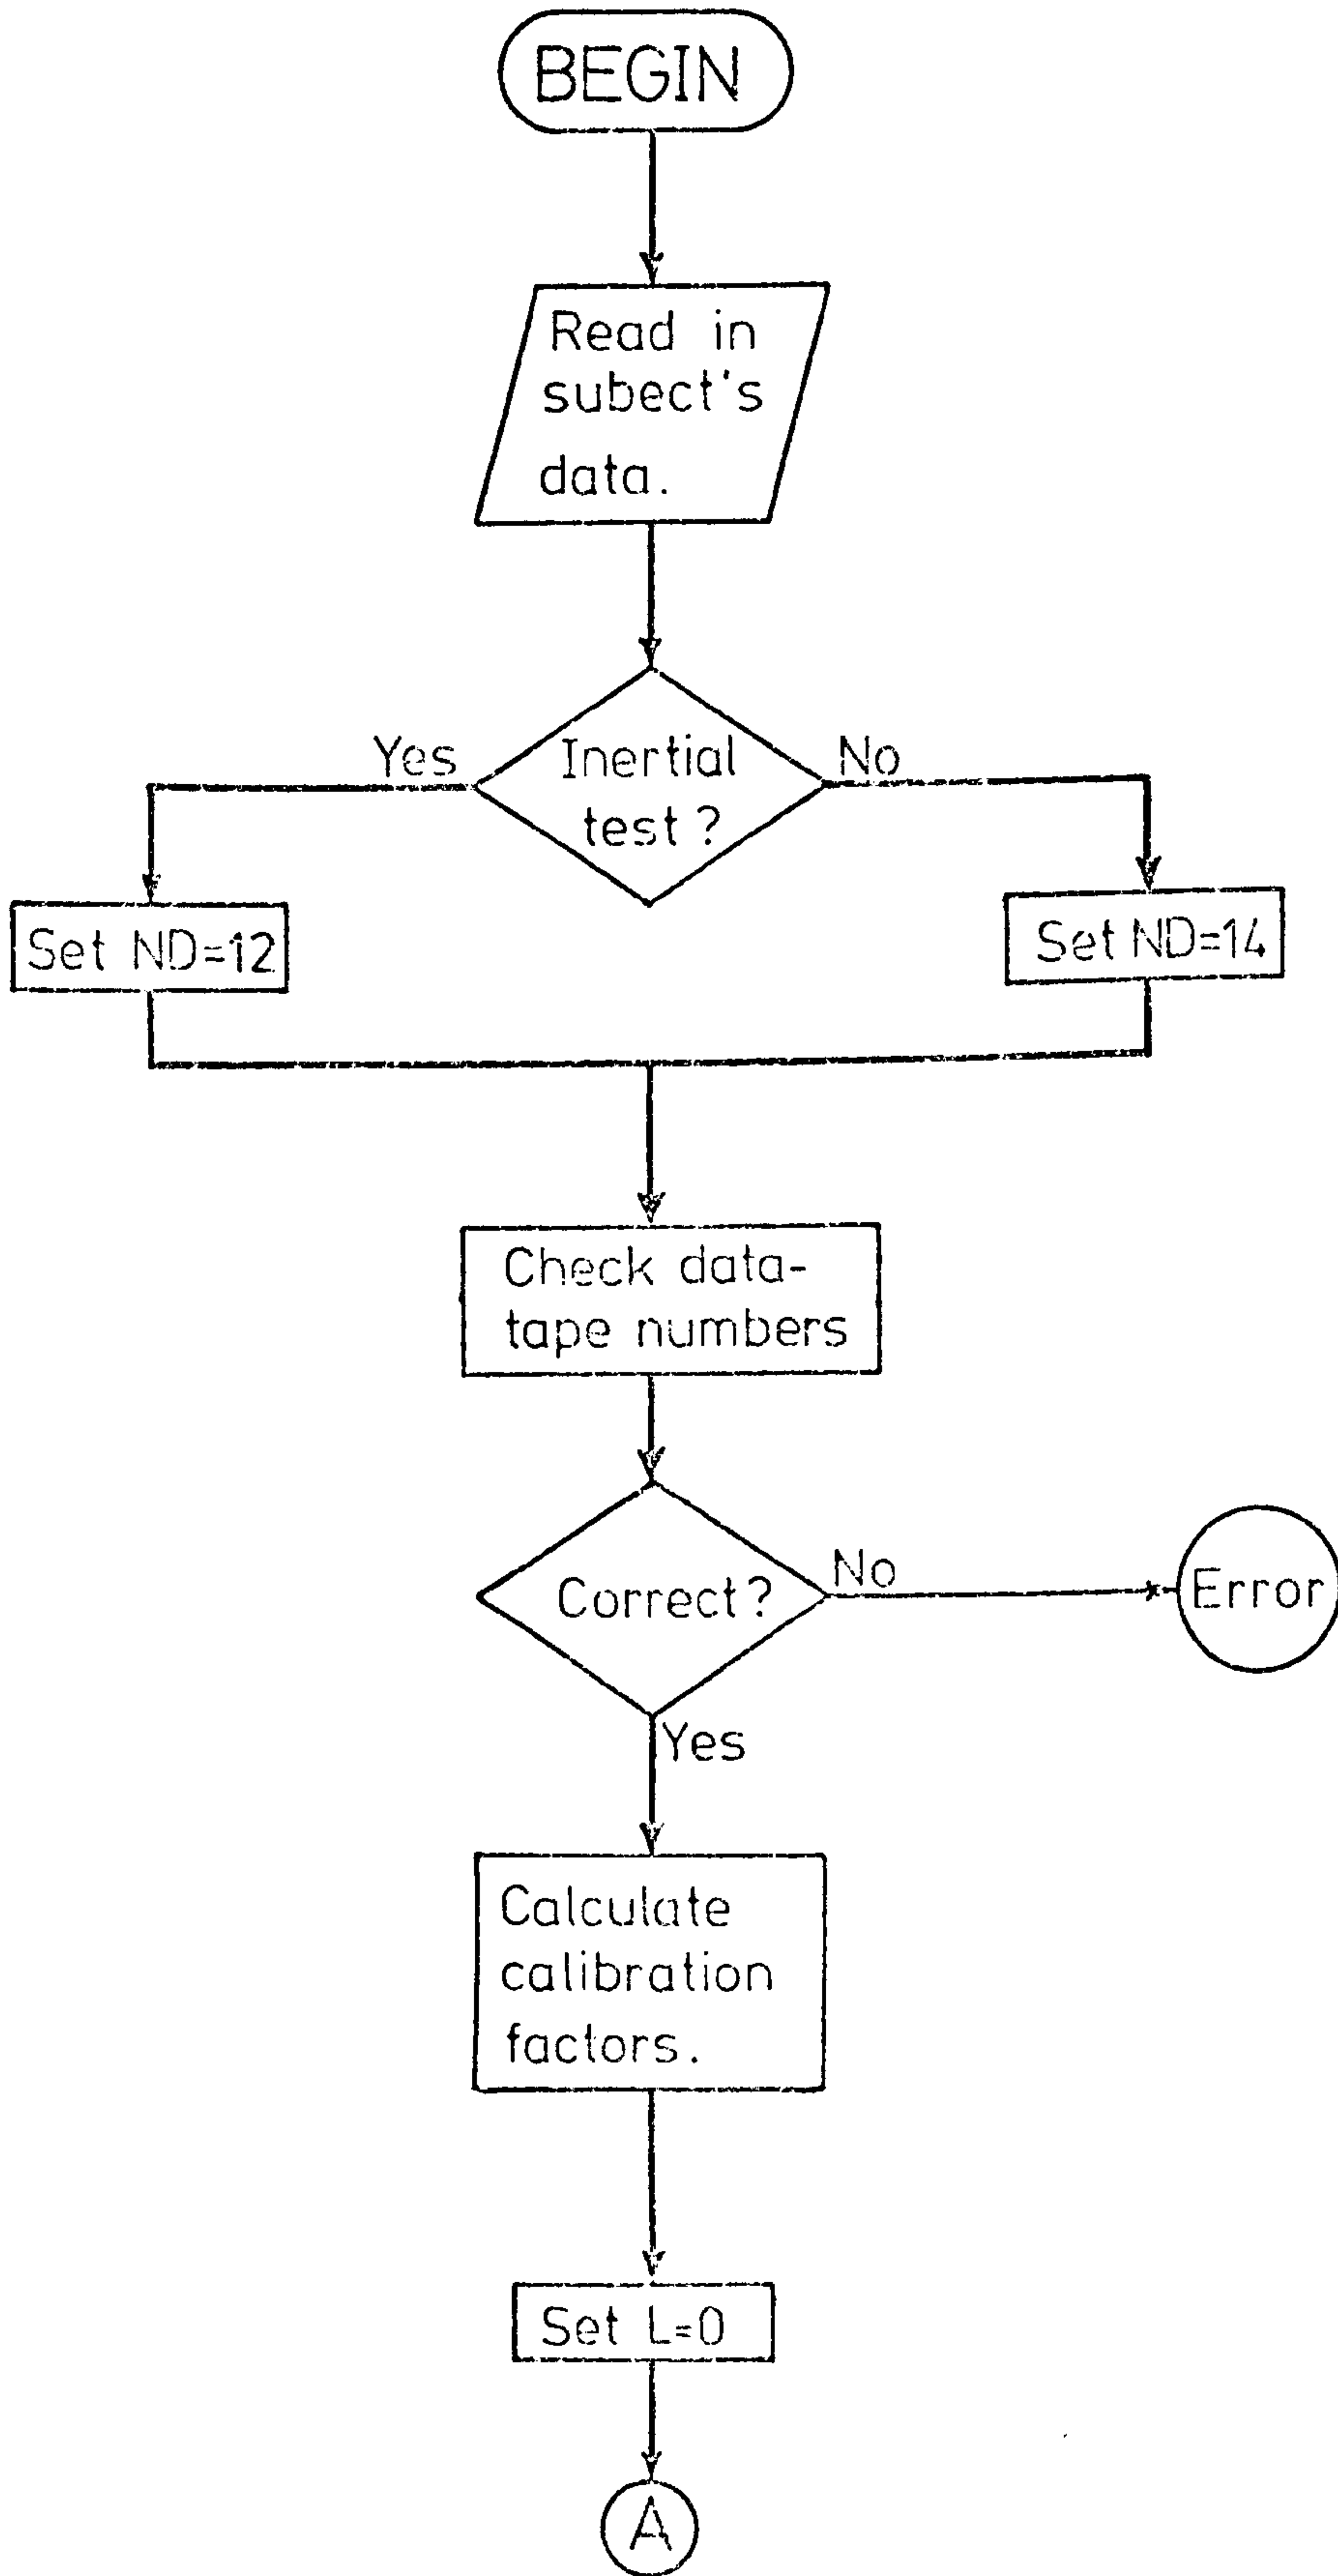 BEGIN
Read in
subect's
data.
Yes
Inertial
test?
No
Set ND=12
Set ND=14
Check data-
tape numbers
Correct?
No
Error
Yes
Calculate
calibration
factors.
Set L=0
A